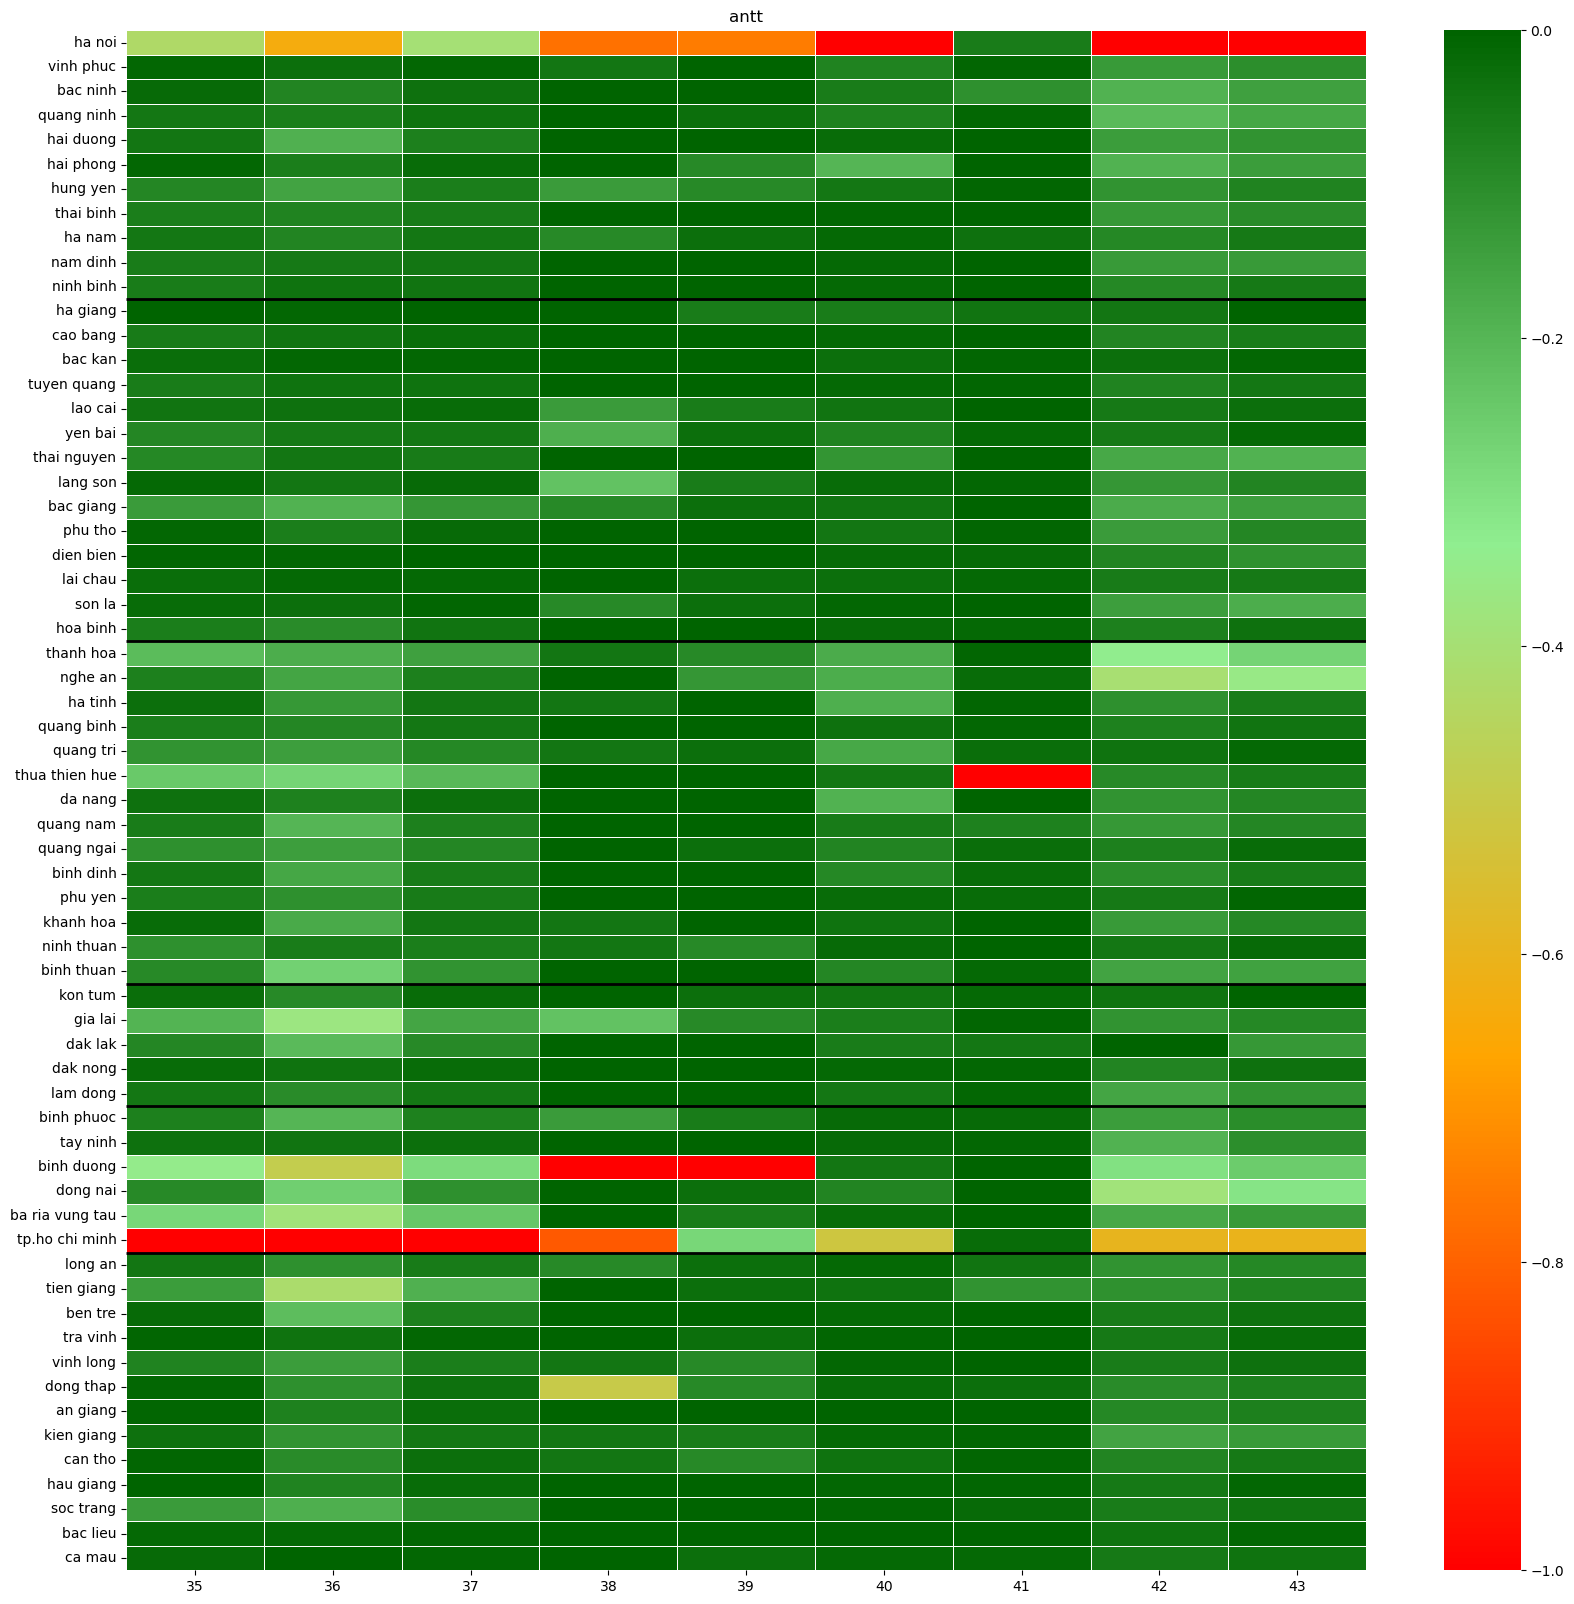 antt
ha noi
vinh phuc
bac ninh
quang ninh
hai duong
hai phong
hung yen
thai binh
ha nam
nam dinh
ninh binh
ha giang
cao bang
bac kan
tuyen quang
lao cai
yen bai
thai nguyen
lang son
bac giang
phu tho
dien bien
lai chau
son la
hoa binh
thanh hoa
nghe an
ha tinh
quang binh
quang tri
thua thien hue
da nang
quang nam
quang ngai
binh dinh
phu yen
khanh hoa
ninh thuan
binh thuan
kon tum
gia lai
dak lak
dak nong
lam dong
binh phuoc
tay ninh
binh duong
dong nai
ba ria vung tau
tp.ho chi minh
long an
tien giang
ben tre
tra vinh
vinh long
dong thap
an giang
kien giang
can tho
hau giang
soc trang
bac lieu
ca mau
35 36 37 38 39 40 41 42 43
0.0
−0.2
−0.4
−0.6
−0.8
−1.0